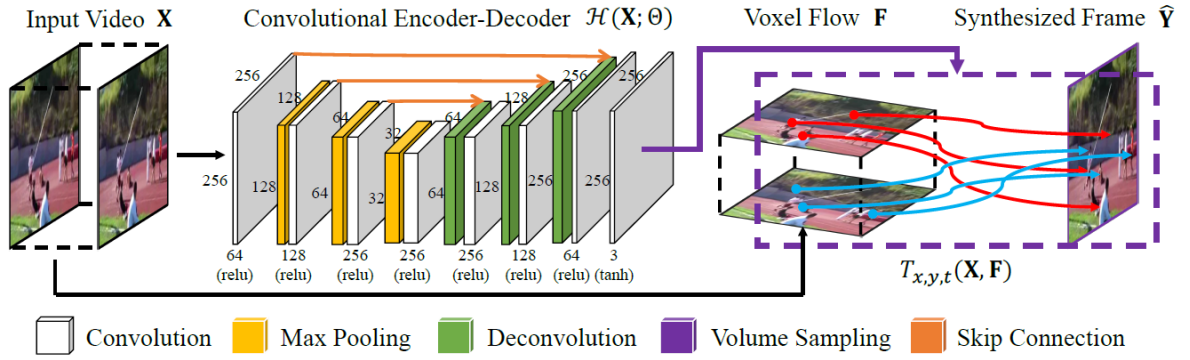 Input Video X
Convolutional Encoder-Decoder ℋ(X; Θ)
Voxel Flow F
Synthesized Frame Ŷ
256
128
64
32
64
128
256
256
256
128
64
32
64
128
256
256
64 (relu)
128 (relu)
256 (relu)
256 (relu)
256 (relu)
128 (relu)
64 (relu)
3 (tanh)
T_{x,y,t}(X, F)
Convolution
Max Pooling
Deconvolution
Volume Sampling
Skip Connection